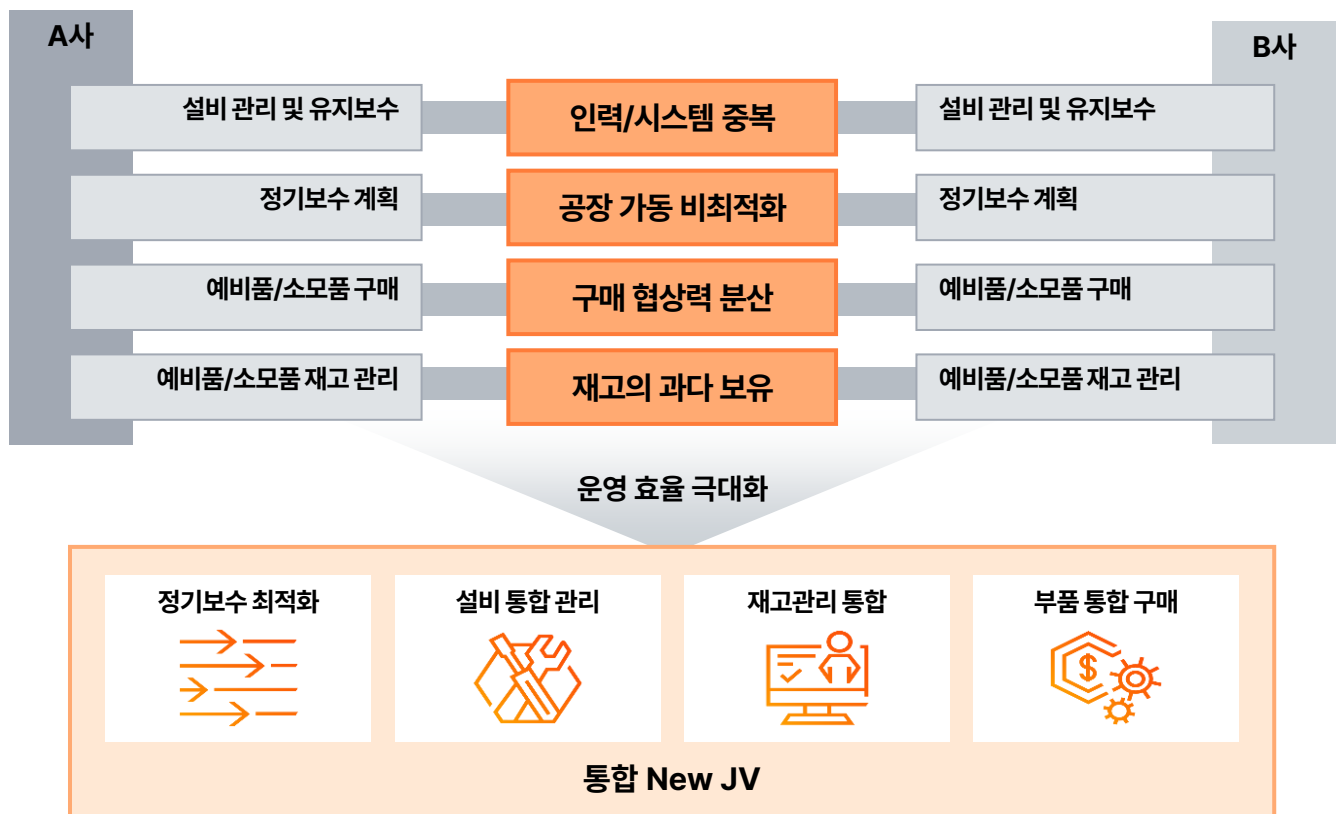 A사
B사
설비 관리 및 유지보수
인력/시스템 중복
설비 관리 및 유지보수
정기보수 계획
공장 가동 비최적화
정기보수 계획
예비품/소모품 구매
구매 협상력 분산
예비품/소모품 구매
예비품/소모품 재고 관리
재고의 과다 보유
예비품/소모품 재고 관리
운영 효율 극대화
정기보수 최적화
설비 통합 관리
재고관리 통합
부품 통합 구매
$
통합 New JV